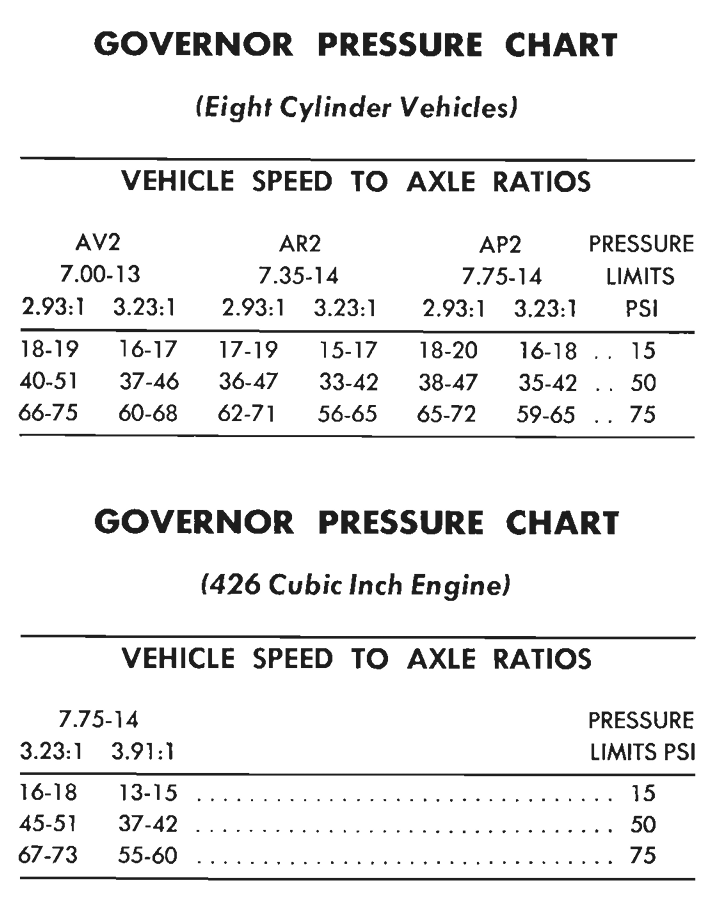 GOVERNOR PRESSURE CHART
(Eight Cylinder Vehicles)
VEHICLE SPEED TO AXLE RATIOS
AV2 AR2 AP2 PRESSURE
7.00-13 7.35-14 7.75-14 LIMITS
2.93:1 3.23:1 2.93:1 3.23:1 2.93:1 3.23:1 PSI
18-19 16-17 17-19 15-17 18-20 16-18 .. 15
40-51 37-46 36-47 33-42 38-47 35-42 .. 50
66-75 60-68 62-71 56-65 65-72 59-65 .. 75
GOVERNOR PRESSURE CHART
(426 Cubic Inch Engine)
VEHICLE SPEED TO AXLE RATIOS
7.75-14 PRESSURE
3.23:1 3.91:1 LIMITS PSI
16-18 13-15 .................................. 15
45-51 37-42 .................................. 50
67-73 55-60 .................................. 75